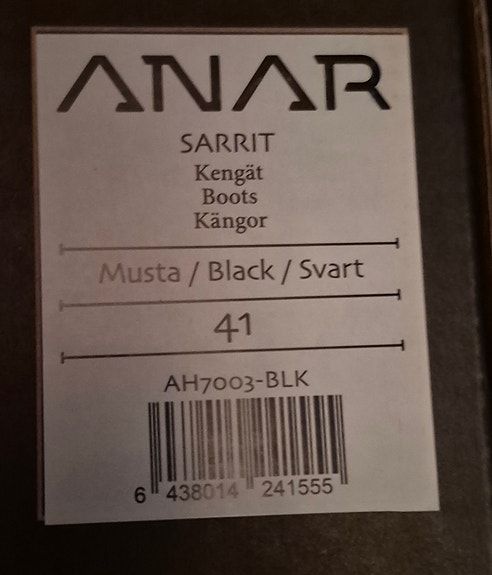 ANAR
SARRIT
Kengät
Boots
Kängor
Musta / Black / Svart
41
AH7003-BLK
6 438014 241555